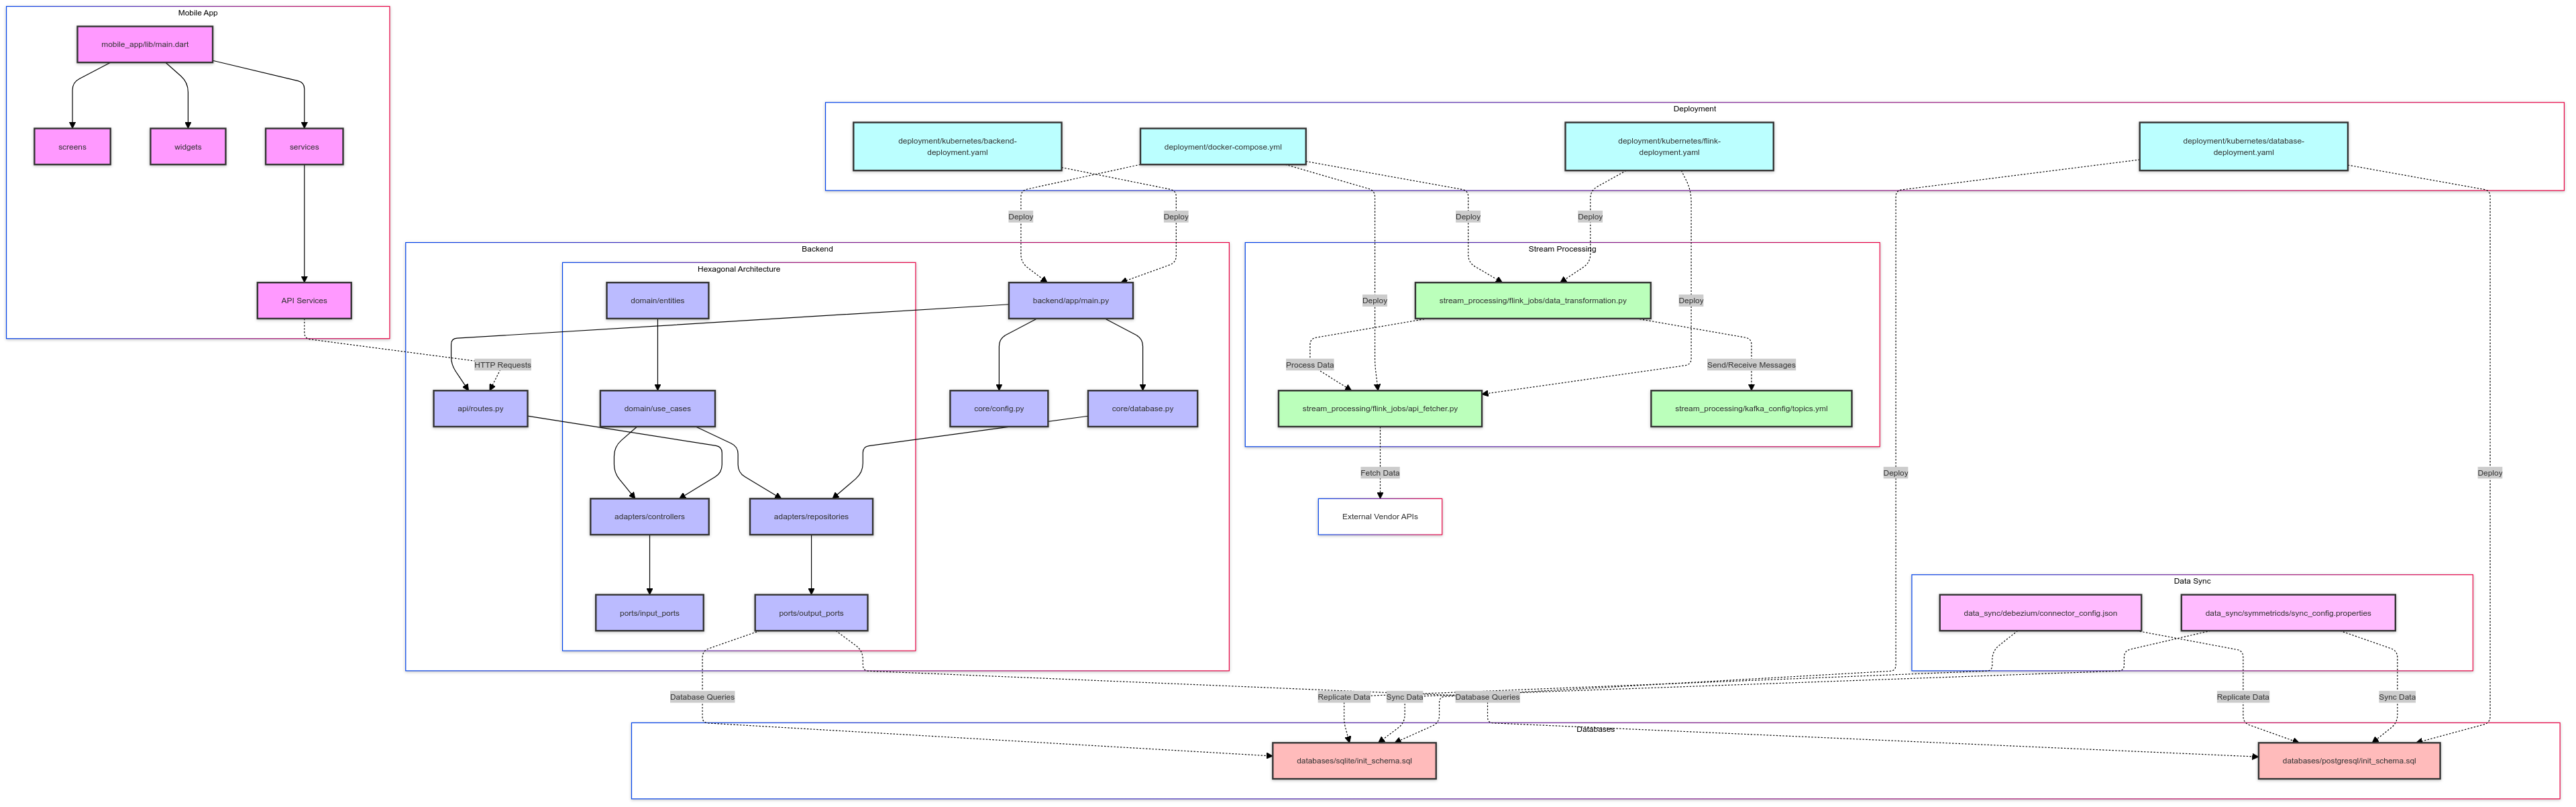 Mobile App
mobile_app/lib/main.dart
screens
widgets
services
API Services
HTTP Requests
Deployment
deployment/kubernetes/backend-
deployment.yaml
deployment/docker-compose.yml
deployment/kubernetes/flink-
deployment.yaml
deployment/kubernetes/database-
deployment.yaml
Deploy
Deploy
Deploy
Deploy
Deploy
Deploy
Deploy
Deploy
Backend
Hexagonal Architecture
domain/entities
backend/app/main.py
api/routes.py
domain/use_cases
core/config.py
core/database.py
adapters/controllers
adapters/repositories
ports/input_ports
ports/output_ports
Stream Processing
stream_processing/flink_jobs/data_transformation.py
Process Data
Send/Receive Messages
stream_processing/flink_jobs/api_fetcher.py
stream_processing/kafka_config/topics.yml
Fetch Data
External Vendor APIs
Data Sync
data_sync/debezium/connector_config.json
data_sync/symmetricds/sync_config.properties
Database Queries
Replicate Data
Sync Data
Database Queries
Replicate Data
Sync Data
Databases
databases/sqlite/init_schema.sql
databases/postgresql/init_schema.sql